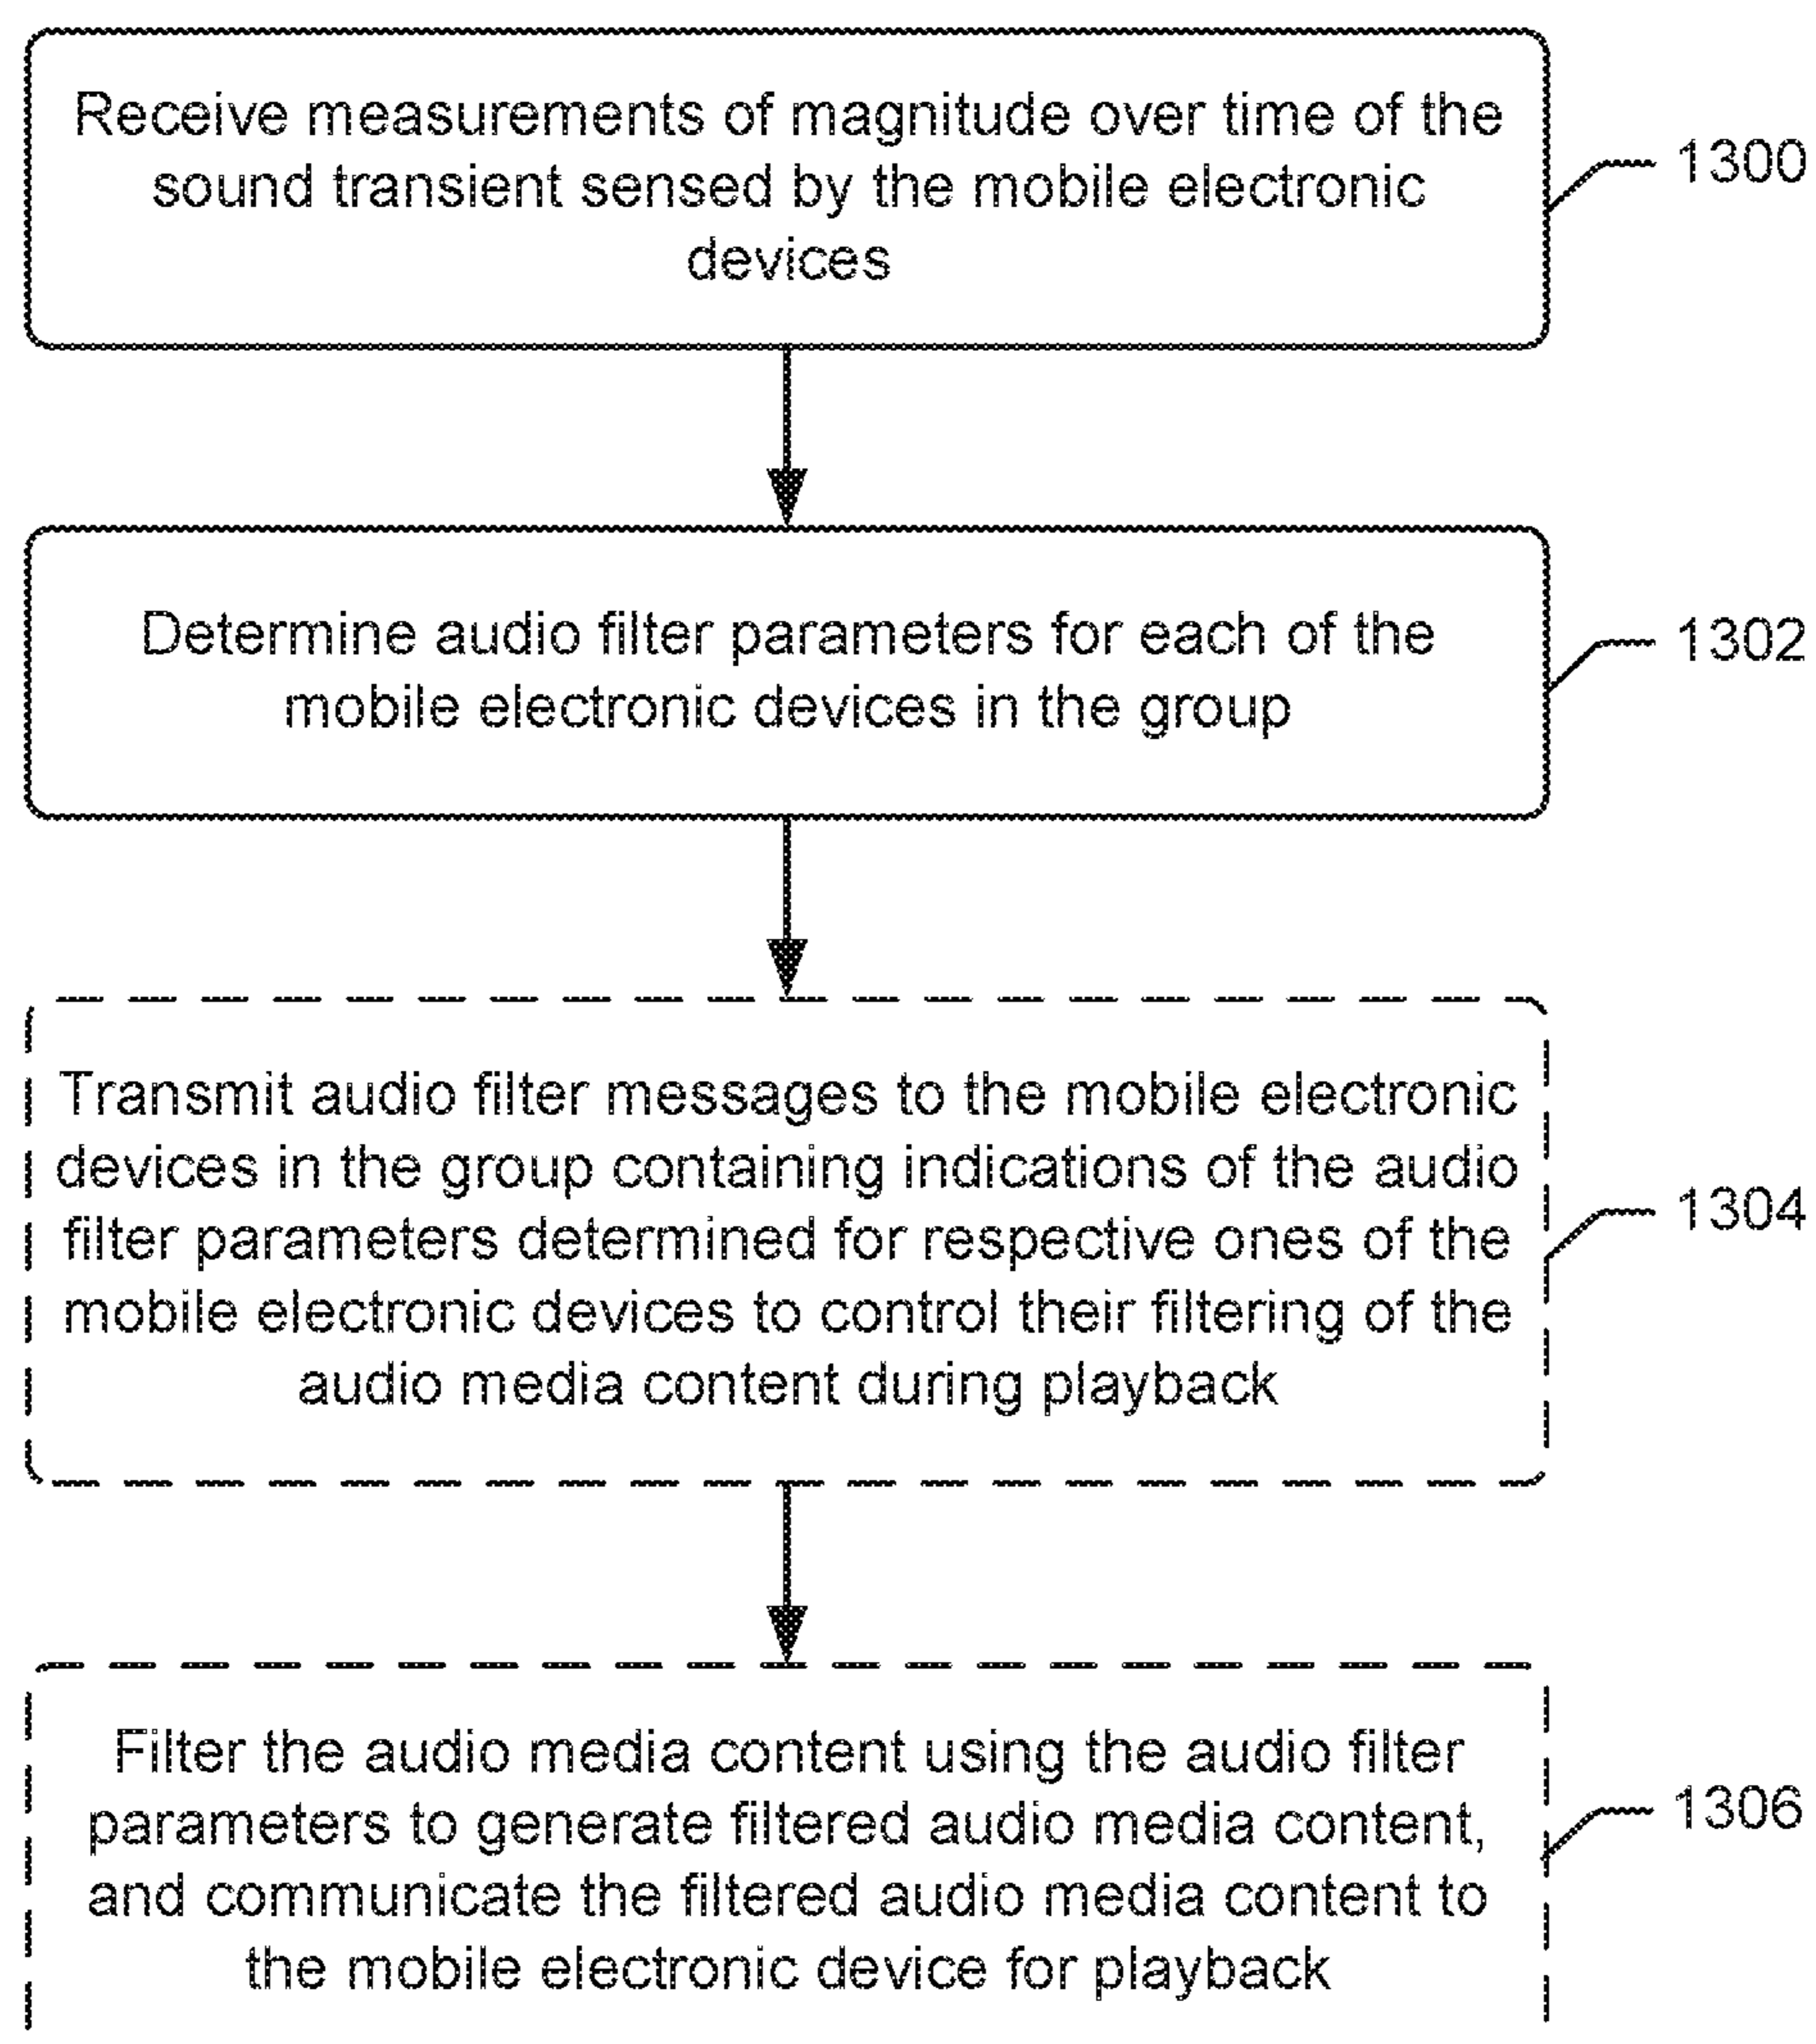 Receive measurements of magnitude over time of the
sound transient sensed by the mobile electronic
devices
1300
Determine audio filter parameters for each of the
mobile electronic devices in the group
1302
Transmit audio filter messages to the mobile electronic
devices in the group containing indications of the audio
filter parameters determined for respective ones of the
mobile electronic devices to control their filtering of the
audio media content during playback
1304
Filter the audio media content using the audio filter
parameters to generate filtered audio media content,
and communicate the filtered audio media content to
the mobile electronic device for playback
1306